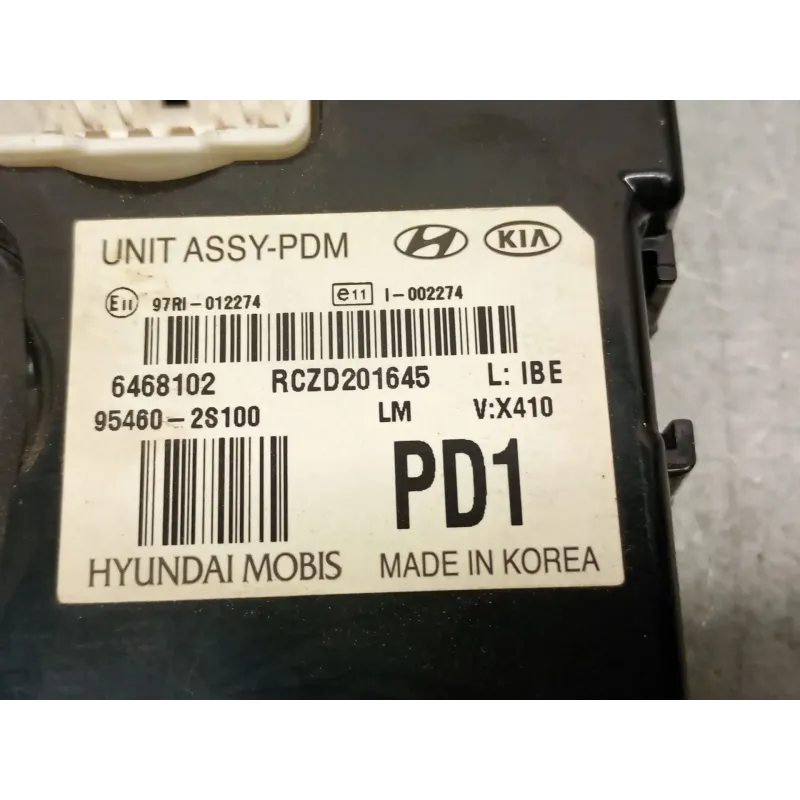 UNIT ASSY-PDM KIA
E11 97RI-012274 e11 I-002274
6468102 RCZD201645 L: IBE
95460-2S100 LM V:X410
PD1
HYUNDAI MOBIS MADE IN KOREA